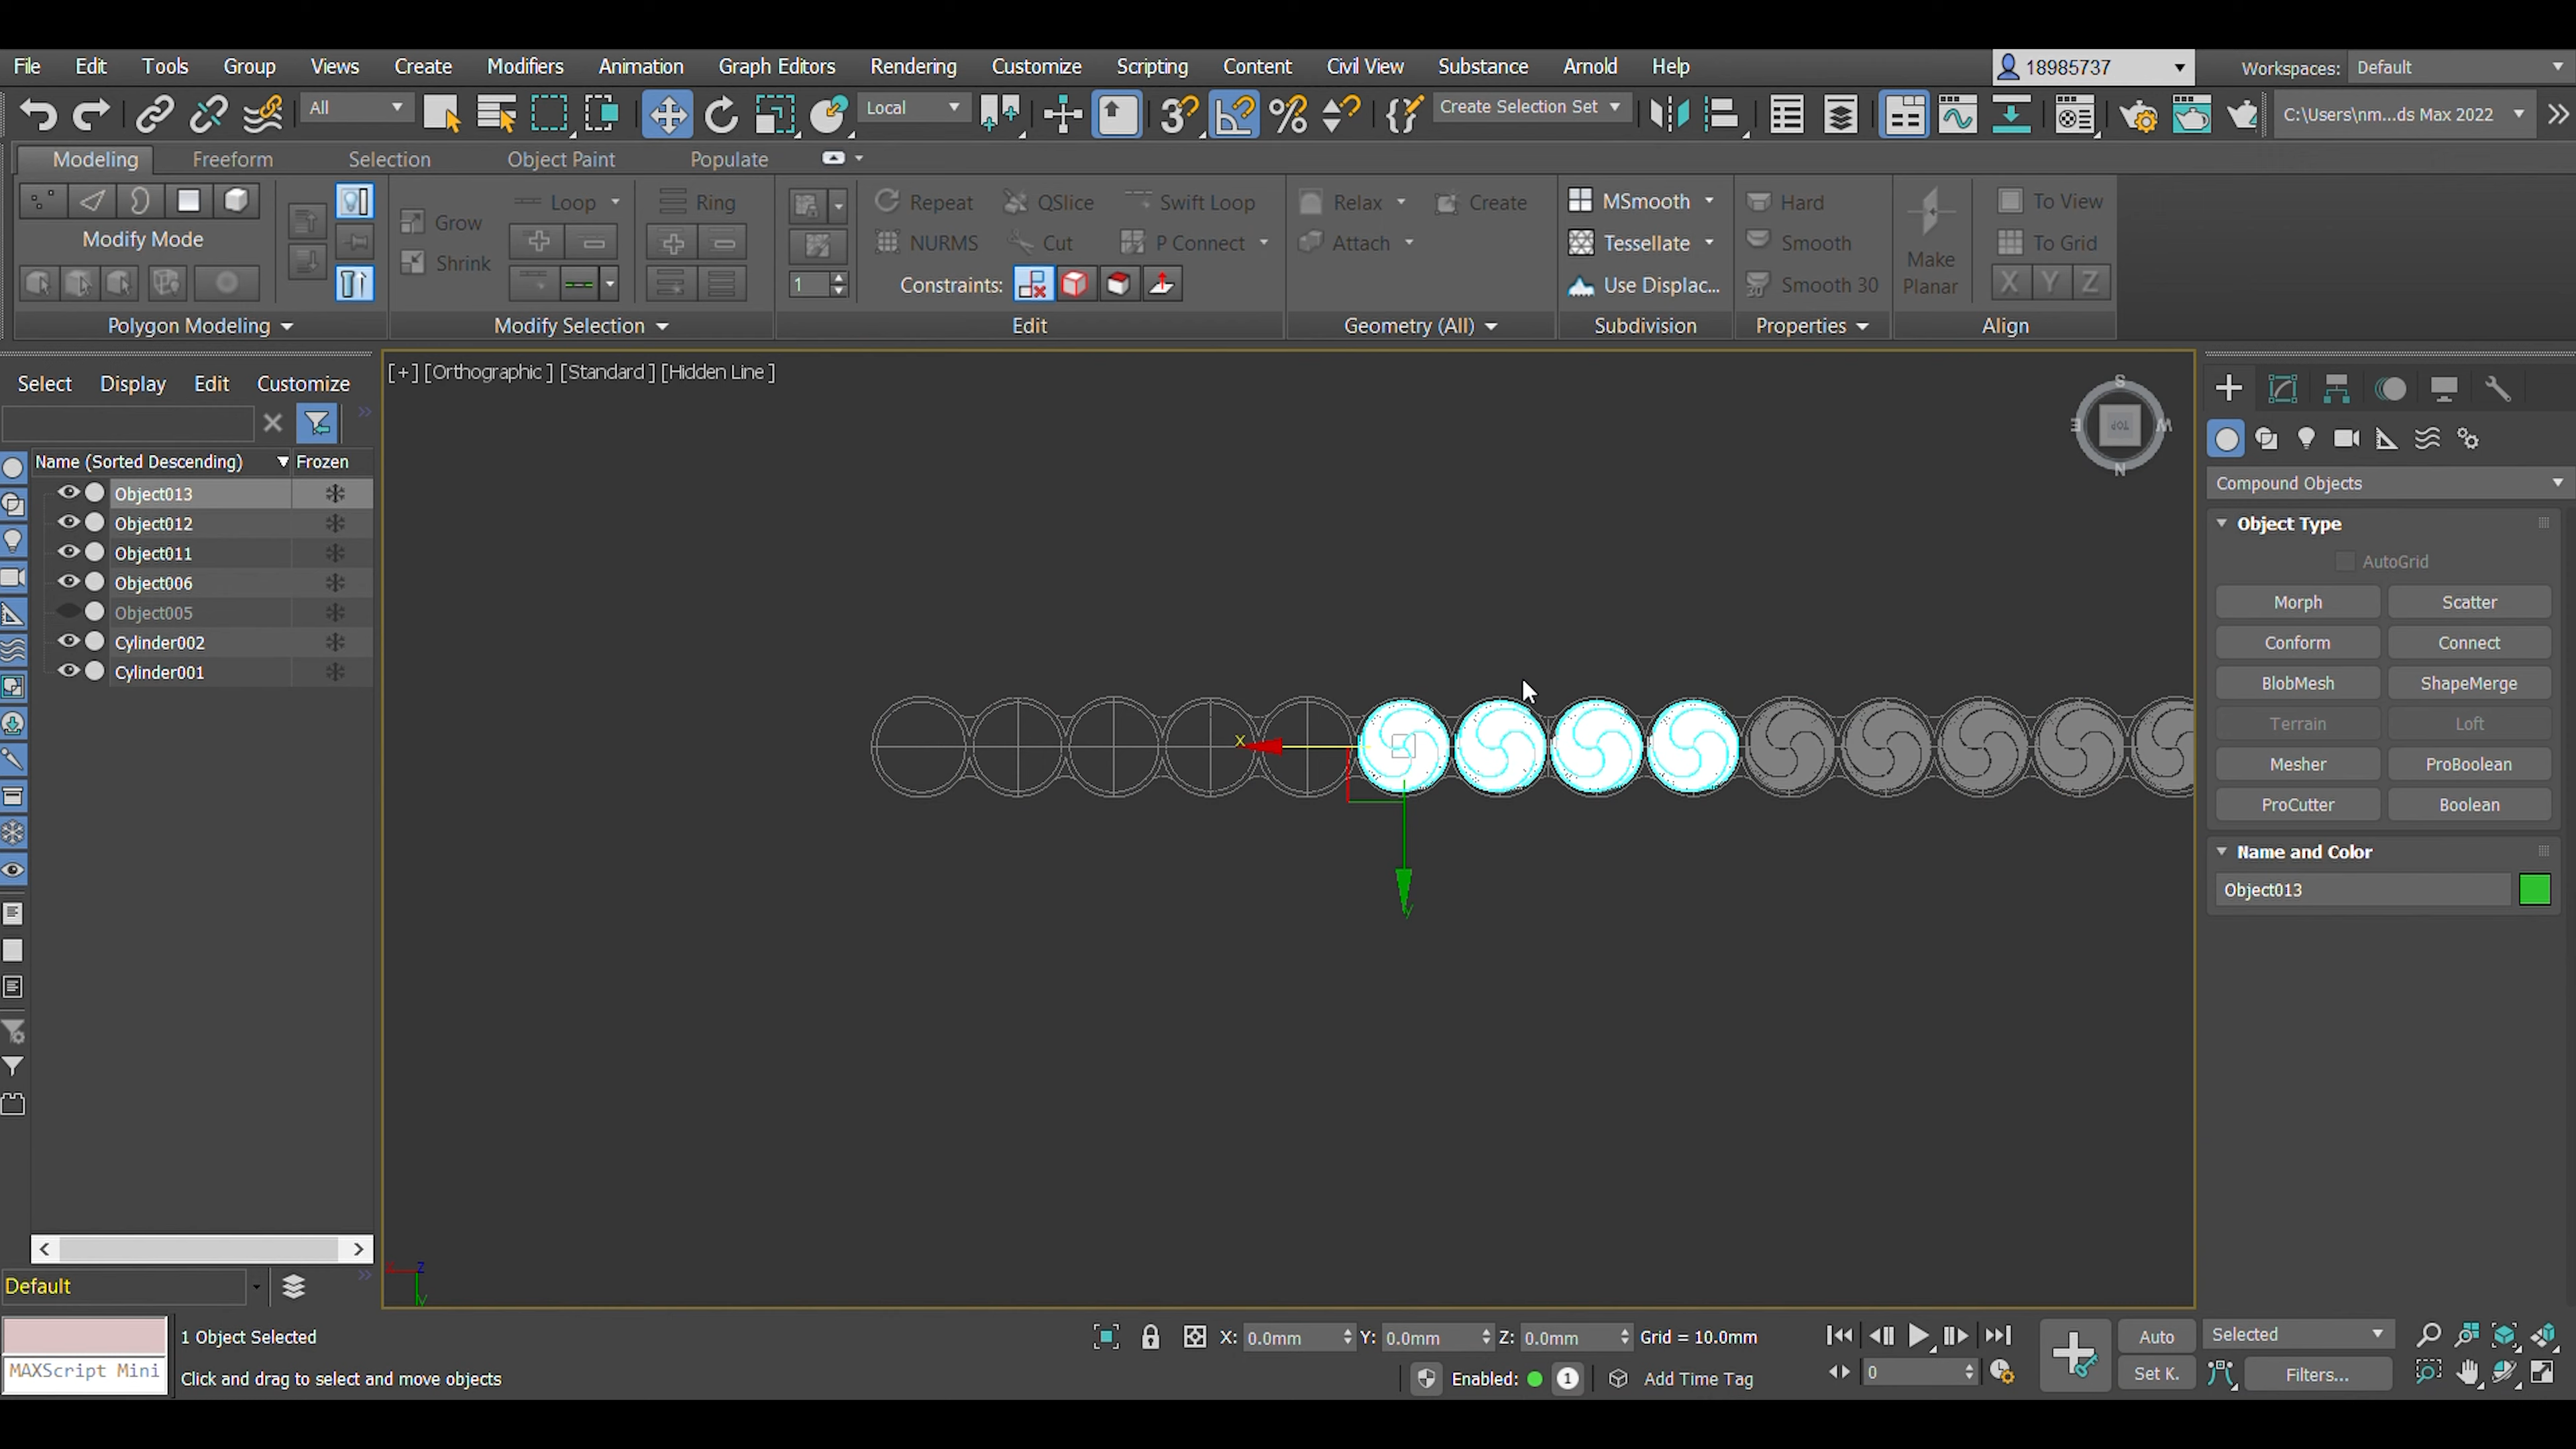 File Edit Tools Group Views Create Modifiers Animation Graph Editors Rendering Customize Scripting Content Civil View Substance Arnold Help 18985737 Workspaces: Default
All Local Create Selection Set C:\Users\nm...ds Max 2022
Modeling Freeform Selection Object Paint Populate
Loop Ring Repeat QSlice Swift Loop Relax Create MSmooth Hard To View
Modify Mode Grow NURMS Cut P Connect Attach Tessellate Smooth To Grid
Shrink 1 Constraints: Use Displac... Smooth 30 Make Planar X Y Z
Polygon Modeling Modify Selection Edit Geometry (All) Subdivision Properties Align
[+] [Orthographic ] [Standard ] [Hidden Line ]
Select Display Edit Customize
Name (Sorted Descending) Frozen
Object013
Object012
Object011
Object006
Object005
Cylinder002
Cylinder001
S
E TOP W
N
x
y
Compound Objects
Object Type
AutoGrid
Morph Scatter
Conform Connect
BlobMesh ShapeMerge
Terrain Loft
Mesher ProBoolean
ProCutter Boolean
Name and Color
Object013
z
y
Default
1 Object Selected X: 0.0mm Y: 0.0mm Z: 0.0mm Grid = 10.0mm Auto Selected
MAXScript Mini Click and drag to select and move objects Enabled: 1 Add Time Tag 0 Set K. Filters...